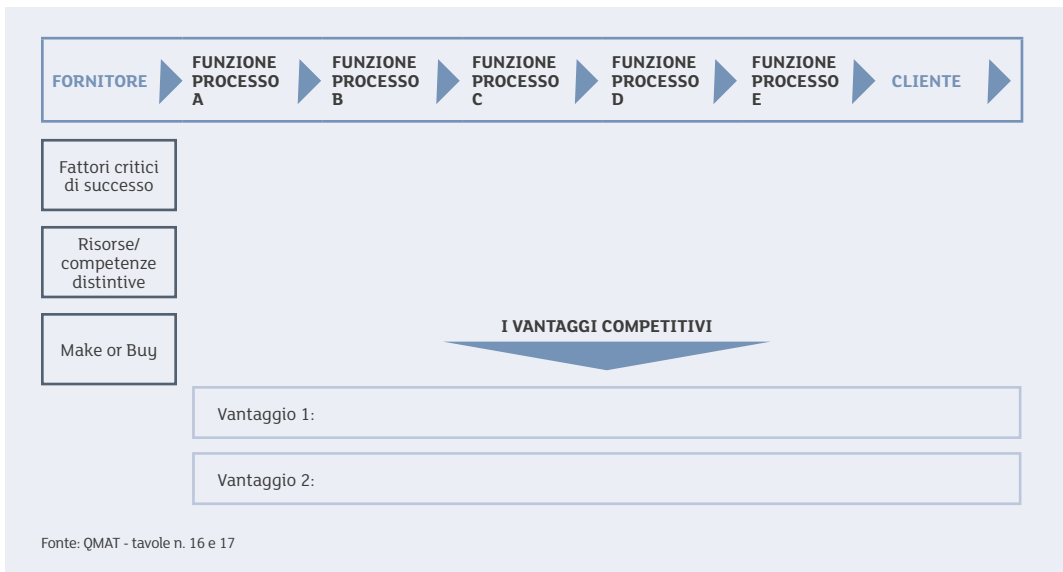 FORNITORE
FUNZIONE
PROCESSO
A
FUNZIONE
PROCESSO
B
FUNZIONE
PROCESSO
C
FUNZIONE
PROCESSO
D
FUNZIONE
PROCESSO
E
CLIENTE
Fattori critici
di successo
Risorse/
competenze
distintive
Make or Buy
I VANTAGGI COMPETITIVI
Vantaggio 1:
Vantaggio 2:
Fonte: QMAT - tavole n. 16 e 17